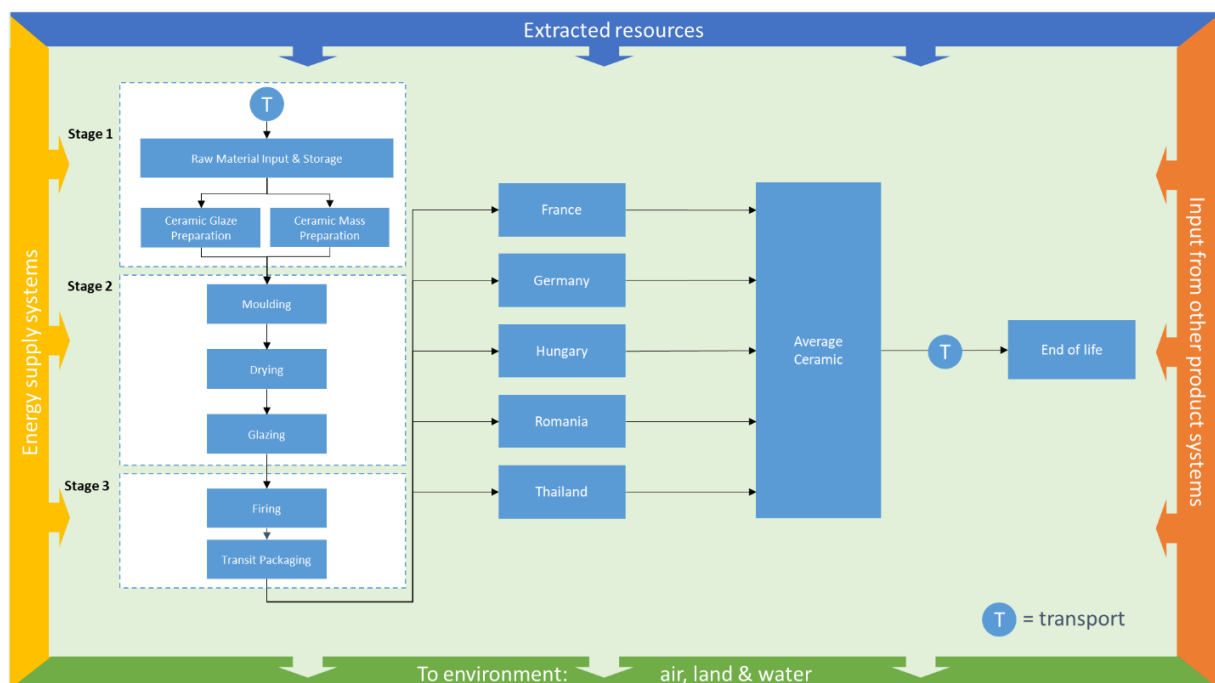 Extracted resources
Energy supply systems
Stage 1
T
Raw Material Input & Storage
Ceramic Glaze
Preparation
Ceramic Mass
Preparation
Stage 2
Moulding
Drying
Glazing
Stage 3
Firing
Transit Packaging
France
Germany
Hungary
Romania
Thailand
Average
Ceramic
T
End of life
Input from other product systems
T = transport
To environment: air, land & water